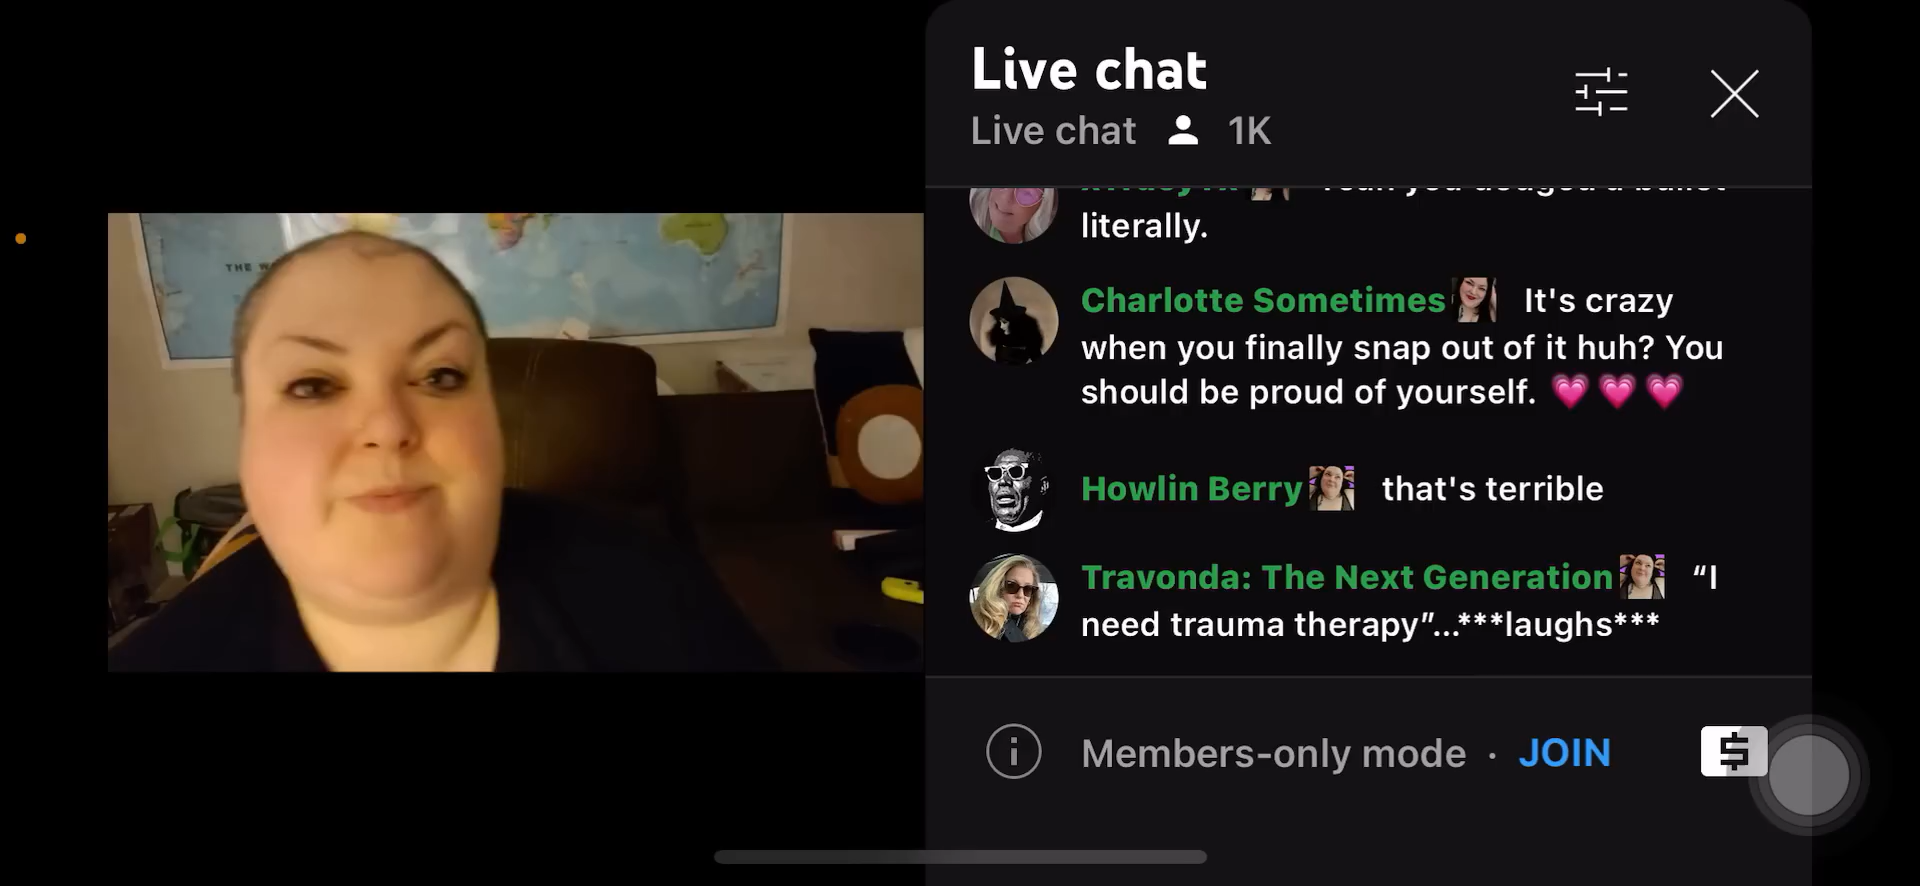 THE W
Live chat
Live chat 1K
literally.
Charlotte Sometimes It's crazy
when you finally snap out of it huh? You
should be proud of yourself. 💗💗💗
Howlin Berry that's terrible
Travonda: The Next Generation “I
need trauma therapy”...***laughs***
Members-only mode · JOIN